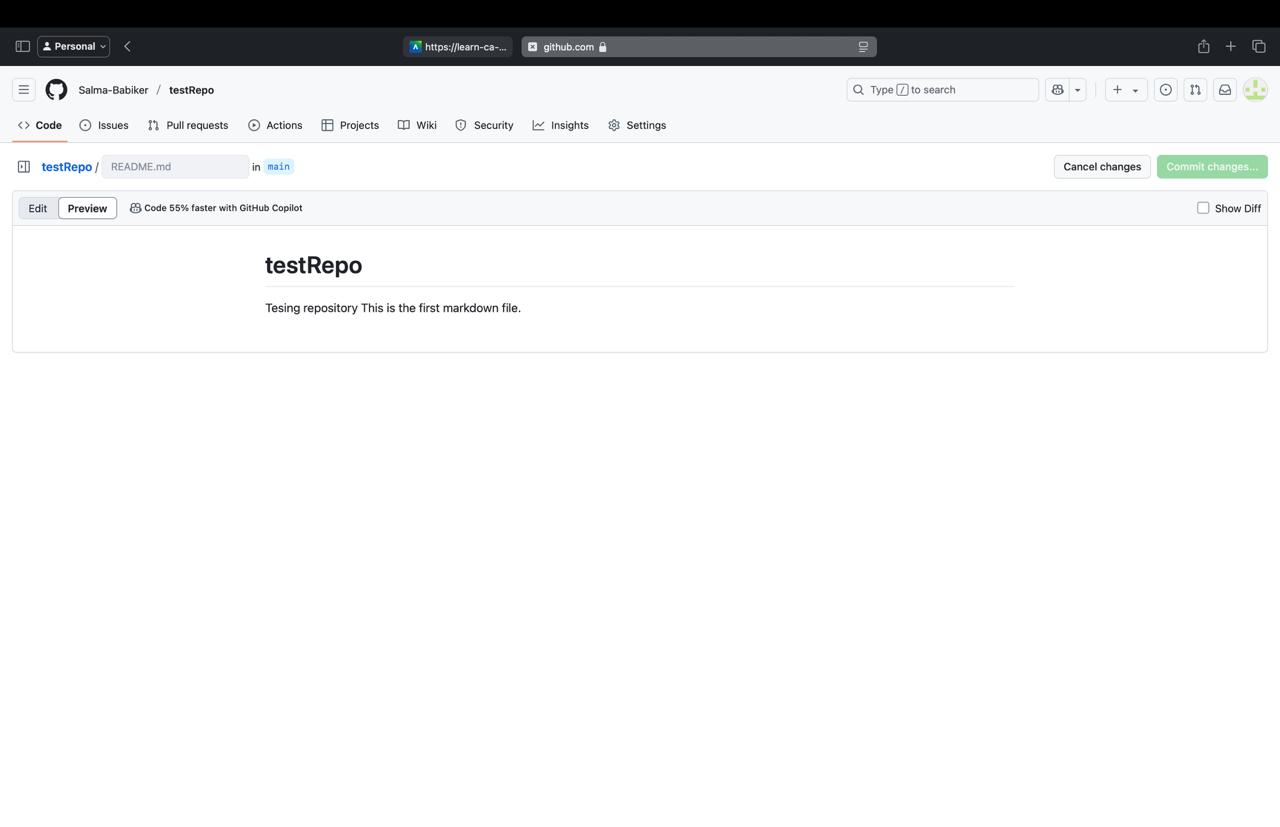 Personal
https://learn-ca-...
github.com
Salma-Babiker / testRepo
Type / to search
Code
Issues
Pull requests
Actions
Projects
Wiki
Security
Insights
Settings
testRepo / README.md in main
Cancel changes
Commit changes...
Edit
Preview
Code 55% faster with GitHub Copilot
Show Diff
testRepo
Tesing repository This is the first markdown file.